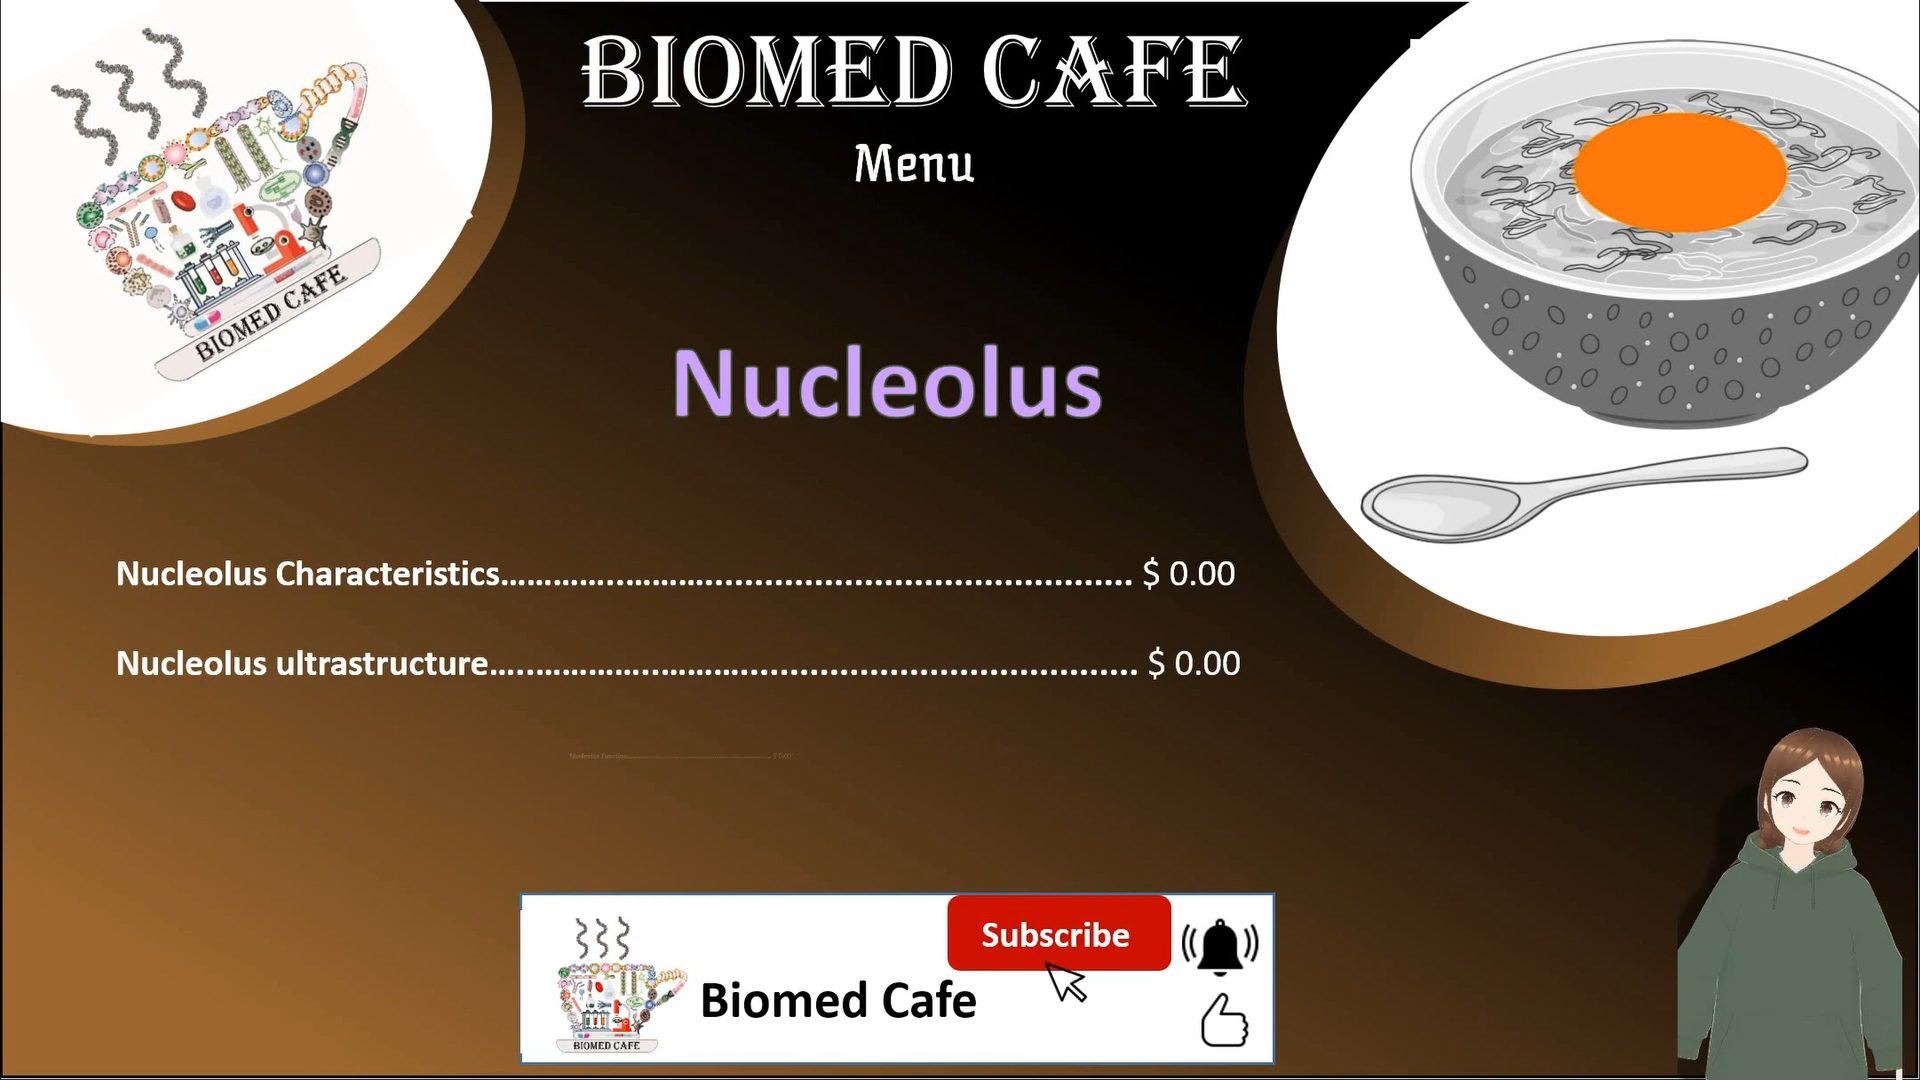 BIOMED CAFE
Menu
BIOMED CAFE
Nucleolus
Nucleolus Characteristics................................................................ $ 0.00
Nucleolus ultrastructure................................................................. $ 0.00
Subscribe
Biomed Cafe
BIOMED CAFE